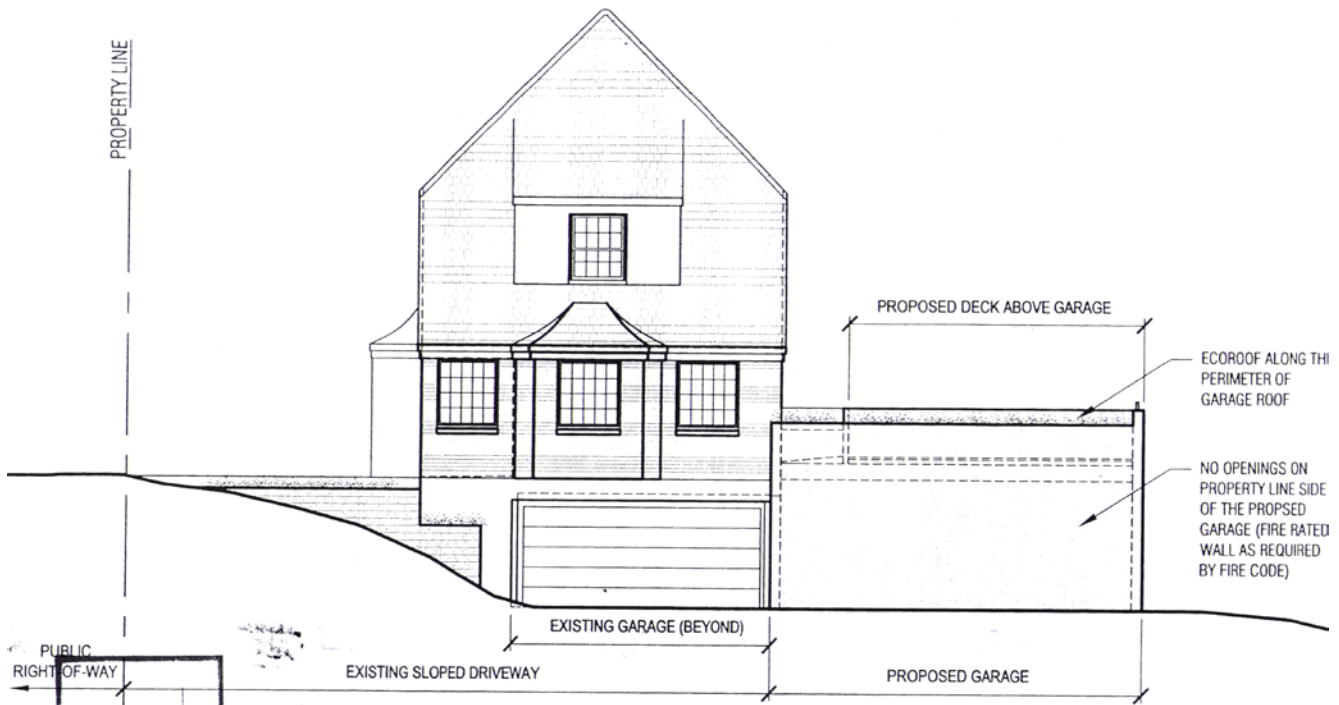 PROPERTY LINE
PROPOSED DECK ABOVE GARAGE
ECOROOF ALONG THE
PERIMETER OF
GARAGE ROOF
NO OPENINGS ON
PROPERTY LINE SIDE
OF THE PROPSED
GARAGE (FIRE RATED
WALL AS REQUIRED
BY FIRE CODE)
EXISTING GARAGE (BEYOND)
PUBLIC
RIGHT-OF-WAY
EXISTING SLOPED DRIVEWAY
PROPOSED GARAGE